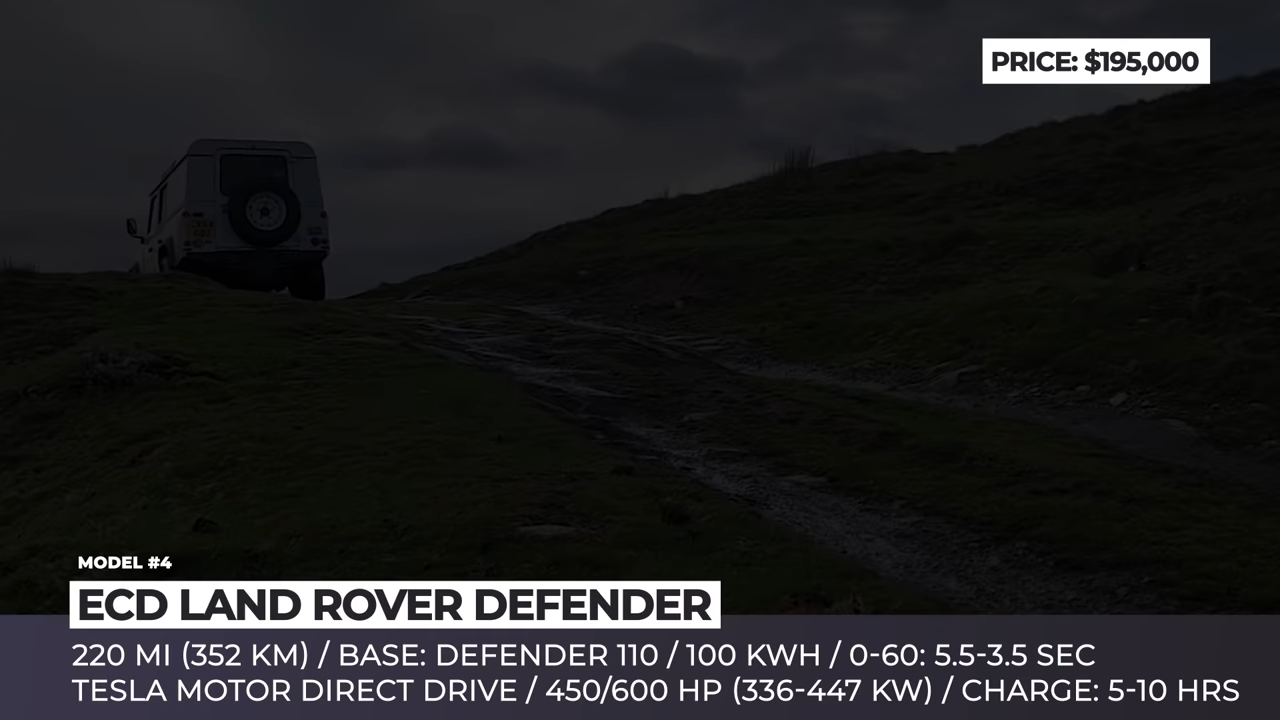 PRICE: $195,000
MODEL #4
ECD LAND ROVER DEFENDER
220 MI (352 KM) / BASE: DEFENDER 110 / 100 KWH / 0-60: 5.5-3.5 SEC
TESLA MOTOR DIRECT DRIVE / 450/600 HP (336-447 KW) / CHARGE: 5-10 HRS